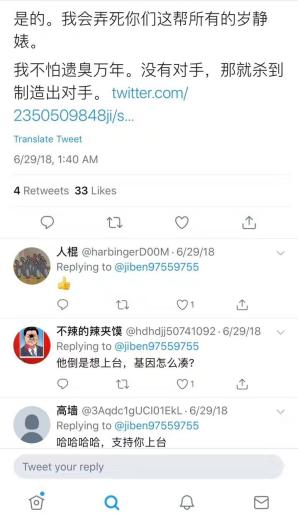 是的。我会弄死你们这帮所有的岁静
婊。
我不怕遗臭万年。没有对手，那就杀到
制造出对手。twitter.com/
2350509848ji/s...
Translate Tweet
6/29/18, 1:40 AM
4 Retweets 33 Likes
人棍 @harbingerD00M · 6/29/18
Replying to @jiben97559755
👍
1
不辣的辣夹馍 @hdhdjj50741092 · 6/29/18
Replying to @jiben97559755
他倒是想上台，基因怎么凑？
1
高墙 @3Aqdc1gUCI01EkL · 6/29/18
Replying to @jiben97559755
哈哈哈哈，支持你上台
Tweet your reply